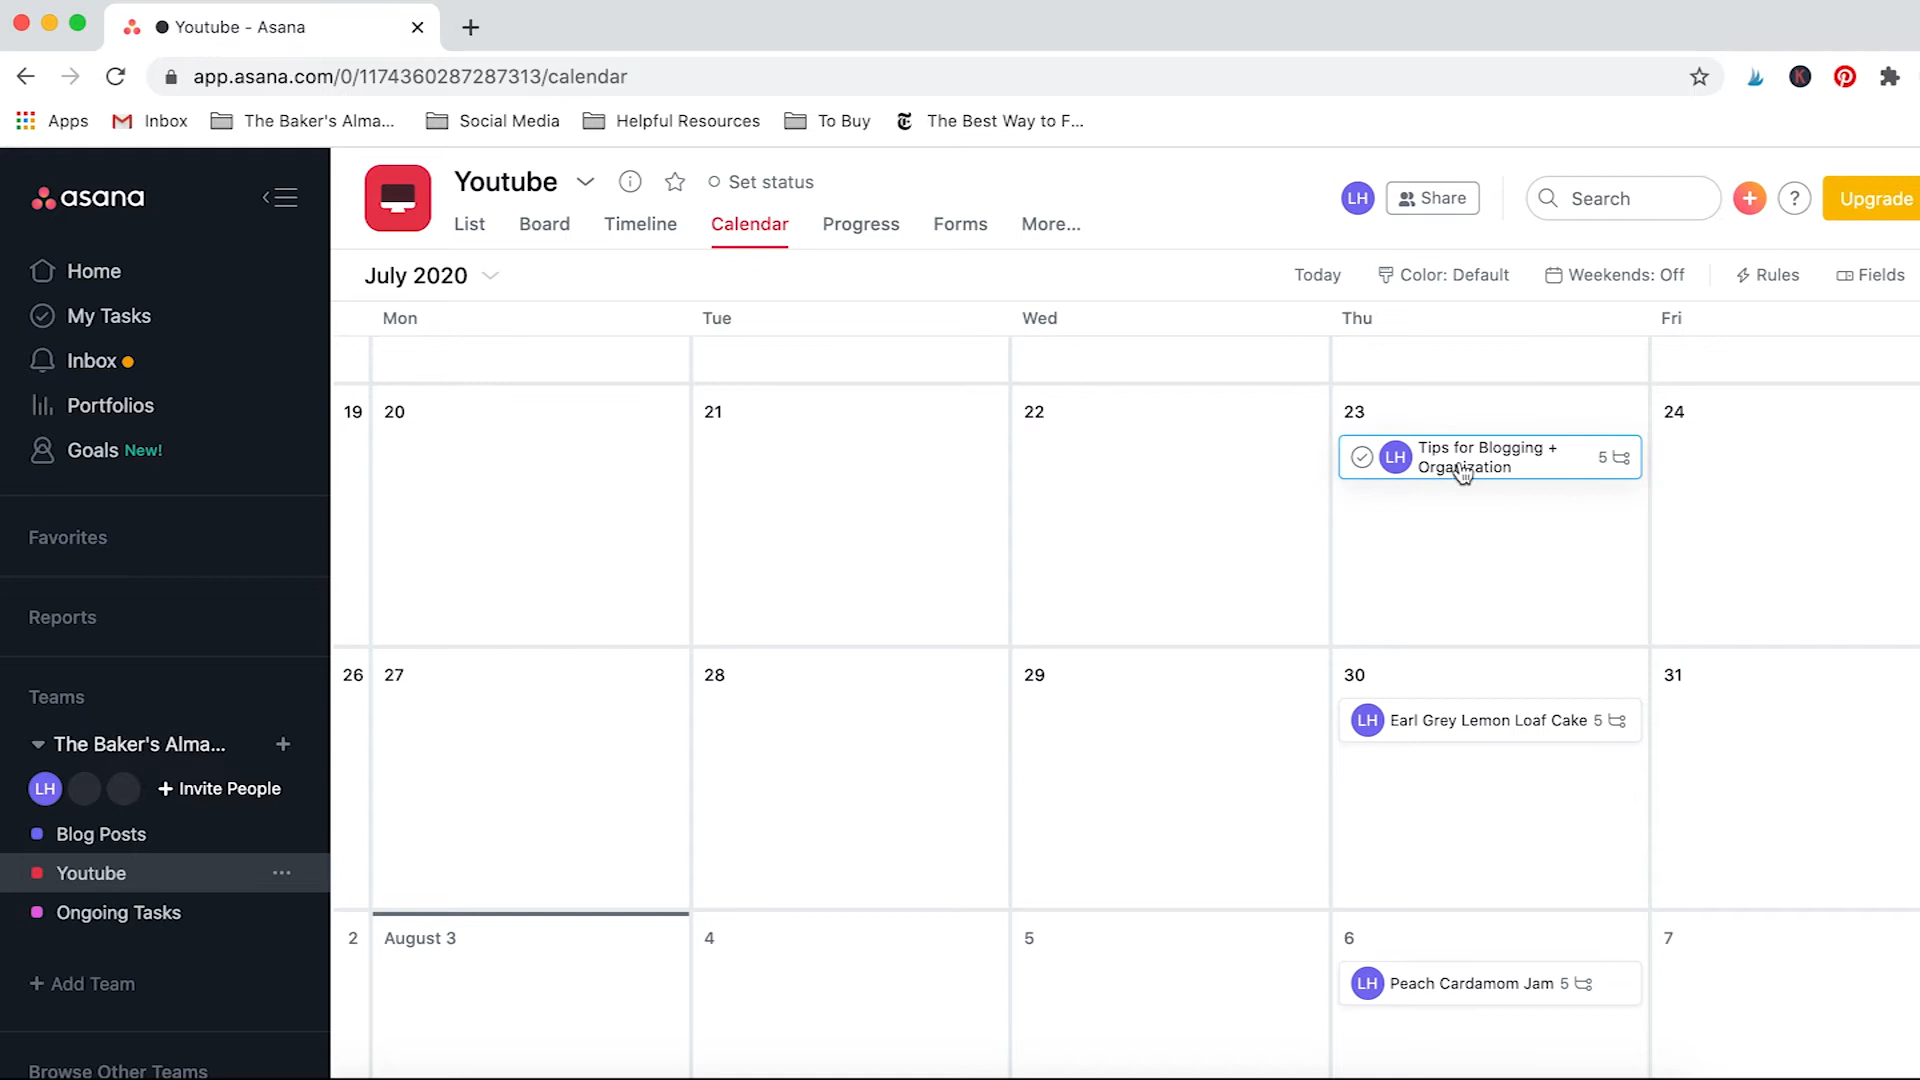 Youtube - Asana
app.asana.com/0/1174360287287313/calendar
Apps
Inbox
The Baker's Alma...
Social Media
Helpful Resources
To Buy
The Best Way to F...
asana
Home
My Tasks
Inbox
Portfolios
Goals New!
Favorites
Reports
Teams
The Baker's Alma...
LH
+ Invite People
Blog Posts
Youtube
Ongoing Tasks
+ Add Team
Browse Other Teams
Youtube
Set status
List
Board
Timeline
Calendar
Progress
Forms
More...
LH
Share
Search
?
Upgrade
July 2020
Today
Color: Default
Weekends: Off
Rules
Fields
Mon
Tue
Wed
Thu
Fri
19
20
21
22
23
24
LH
Tips for Blogging +
Organization
5
26
27
28
29
30
31
LH Earl Grey Lemon Loaf Cake 5
2
August 3
4
5
6
7
LH Peach Cardamom Jam 5